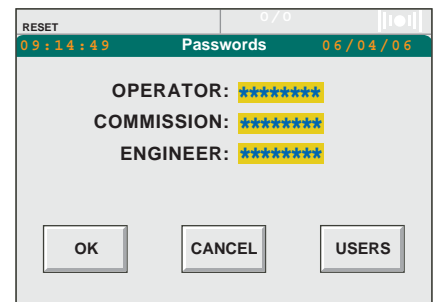 RESET 0/0
09:14:49 Passwords 06/04/06
OPERATOR: ********
COMMISSION: ********
ENGINEER: ********
OK CANCEL USERS